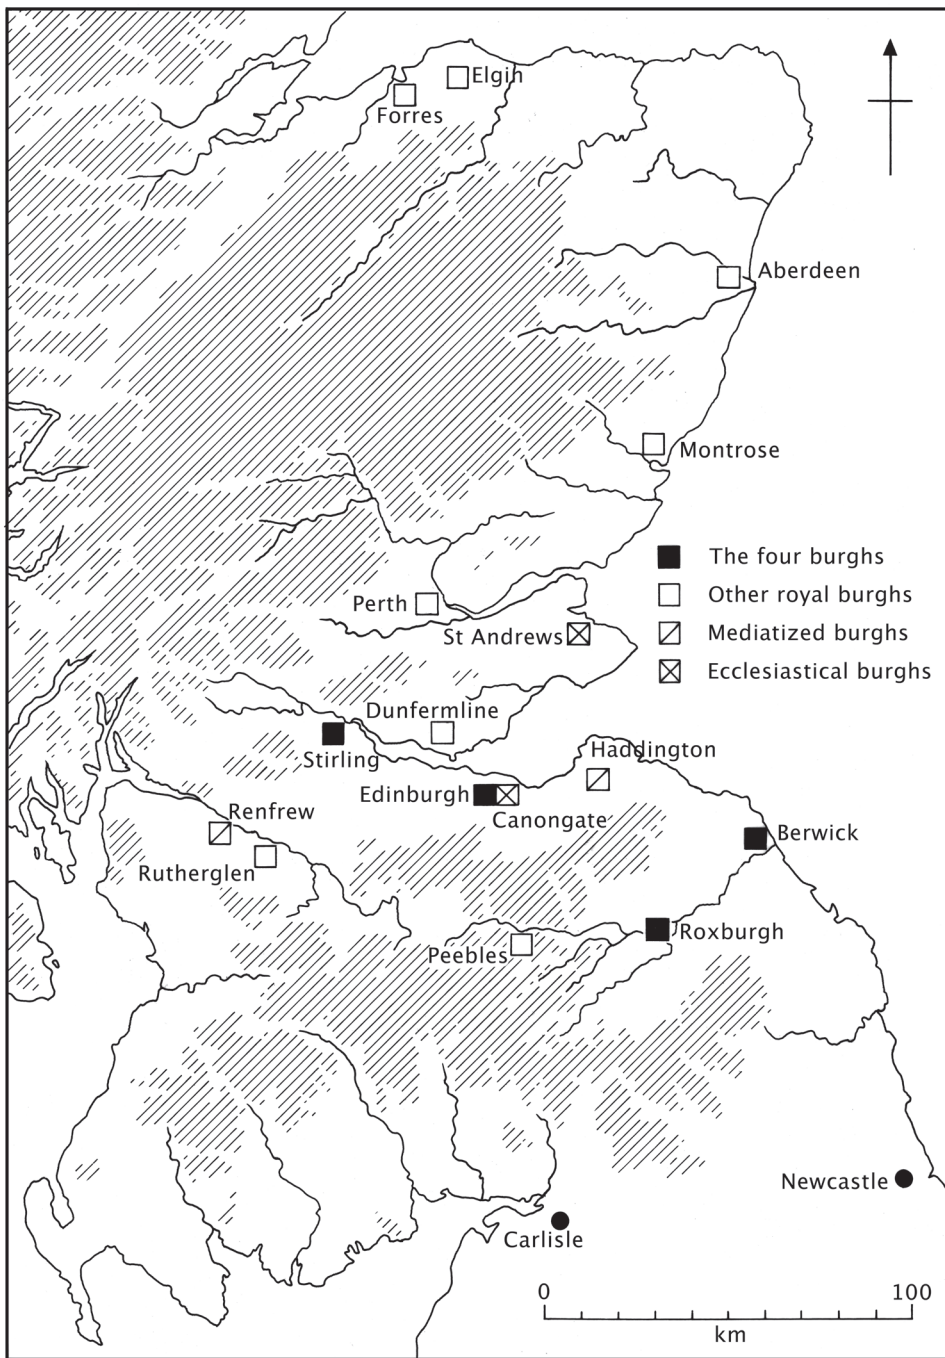 Elgin
Forres
Aberdeen
Montrose
The four burghs
Other royal burghs
Mediatized burghs
Ecclesiastical burghs
Perth
St Andrews
Dunfermline
Stirling
Haddington
Edinburgh
Canongate
Renfrew
Rutherglen
Berwick
Roxburgh
Peebles
Newcastle
Carlisle
0 100
km